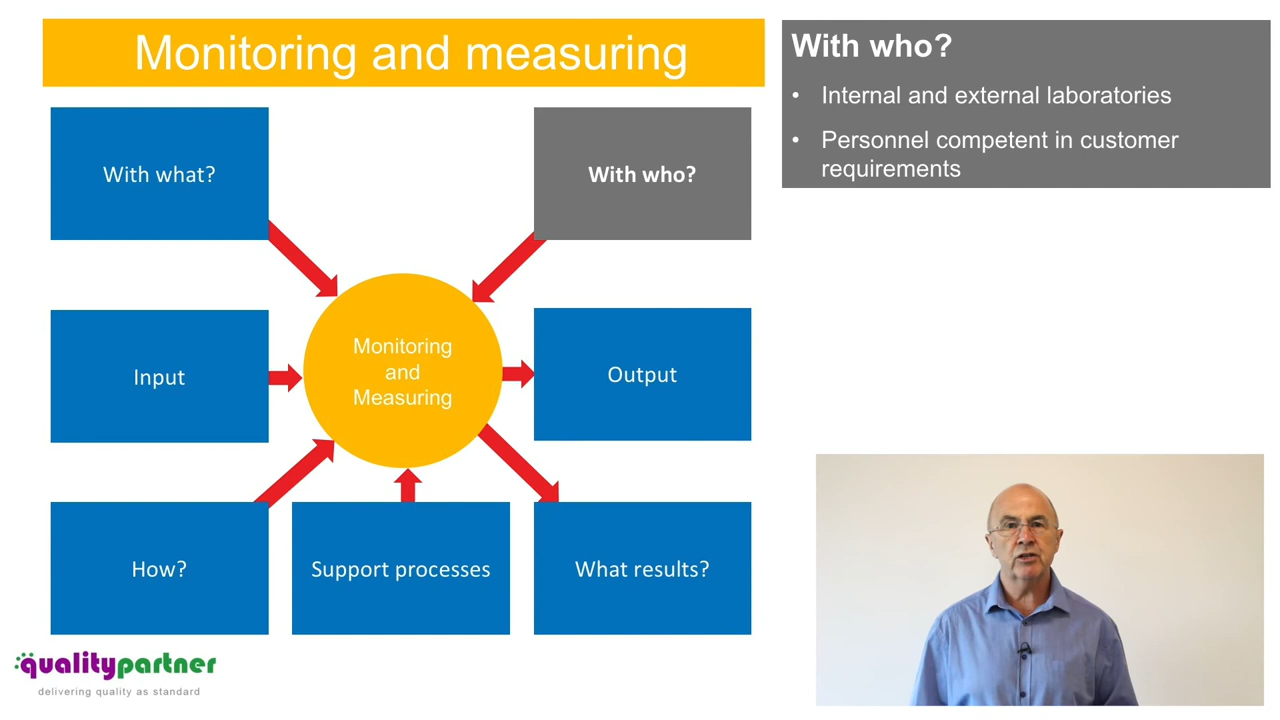 Monitoring and measuring
With who?
• Internal and external laboratories
• Personnel competent in customer
requirements
With what?
With who?
Monitoring
and
Measuring
Input
Output
How?
Support processes
What results?
qualitypartner
delivering quality as standard